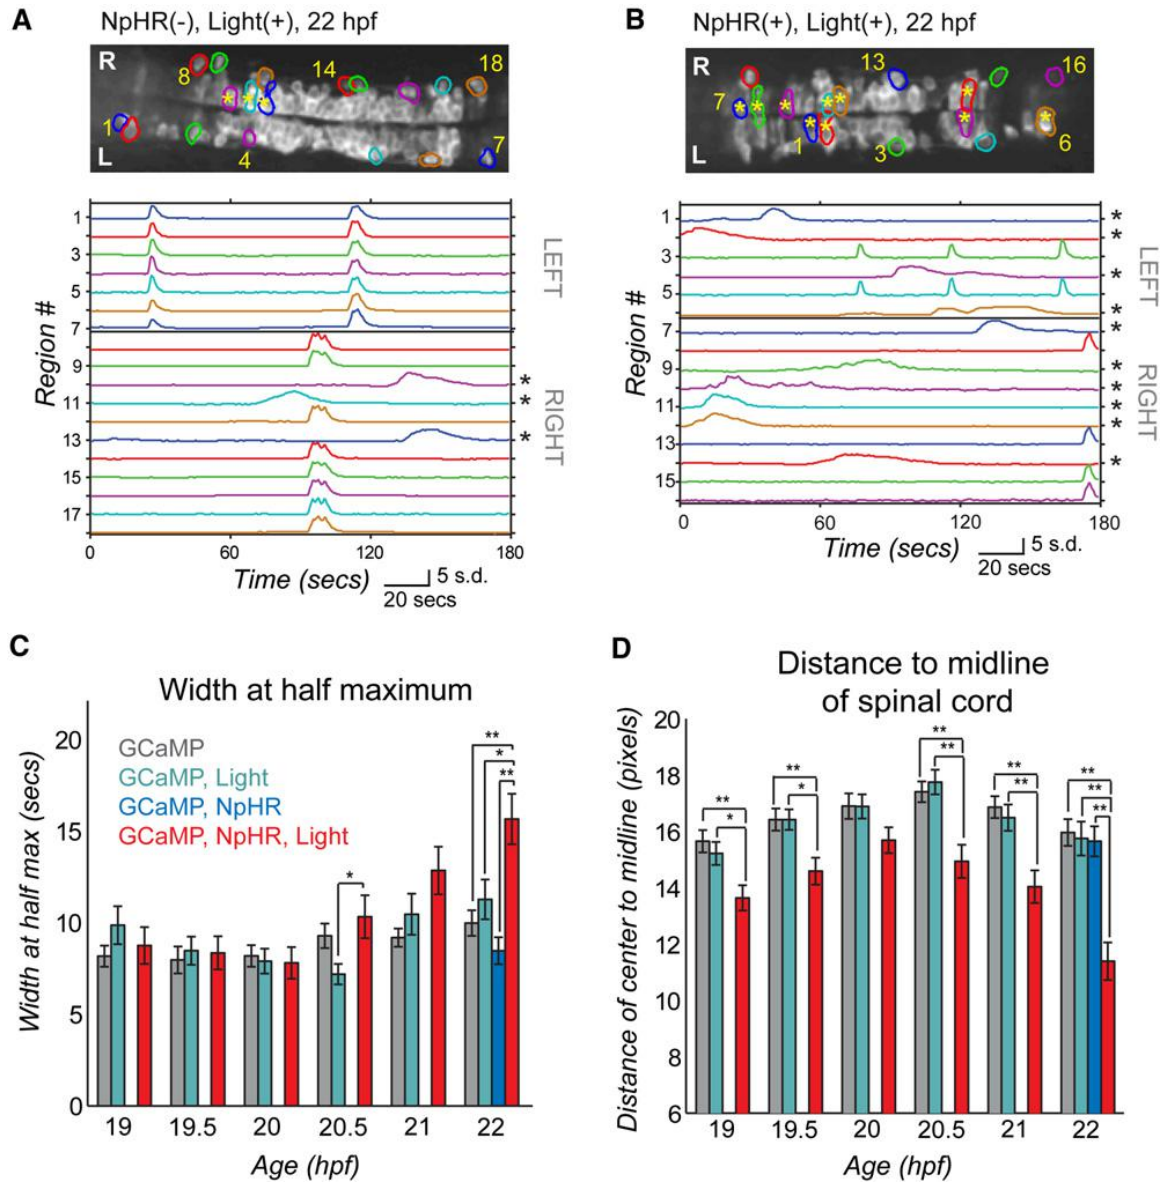 A
NpHR(-), Light(+), 22 hpf
R
8
14
18
1
4
7
L
1
3
5
7
9
11
13
15
17
Region #
LEFT
RIGHT
*
*
*
0
60
120
180
Time (secs)
5 s.d.
20 secs
B
NpHR(+), Light(+), 22 hpf
R
13
16
7
1
3
6
L
1
3
5
7
9
11
13
15
Region #
LEFT
RIGHT
*
*
*
*
*
*
*
*
*
*
0
60
120
180
Time (secs)
5 s.d.
20 secs
C
Width at half maximum
GCaMP
GCaMP, Light
GCaMP, NpHR
GCaMP, NpHR, Light
Width at half max (secs)
20
15
10
5
0
*
**
*
**
19
19.5
20
20.5
21
22
Age (hpf)
D
Distance to midline
of spinal cord
Distance of center to midline (pixels)
20
18
16
14
12
10
8
6
**
*
**
*
**
**
**
**
**
**
**
19
19.5
20
20.5
21
22
Age (hpf)